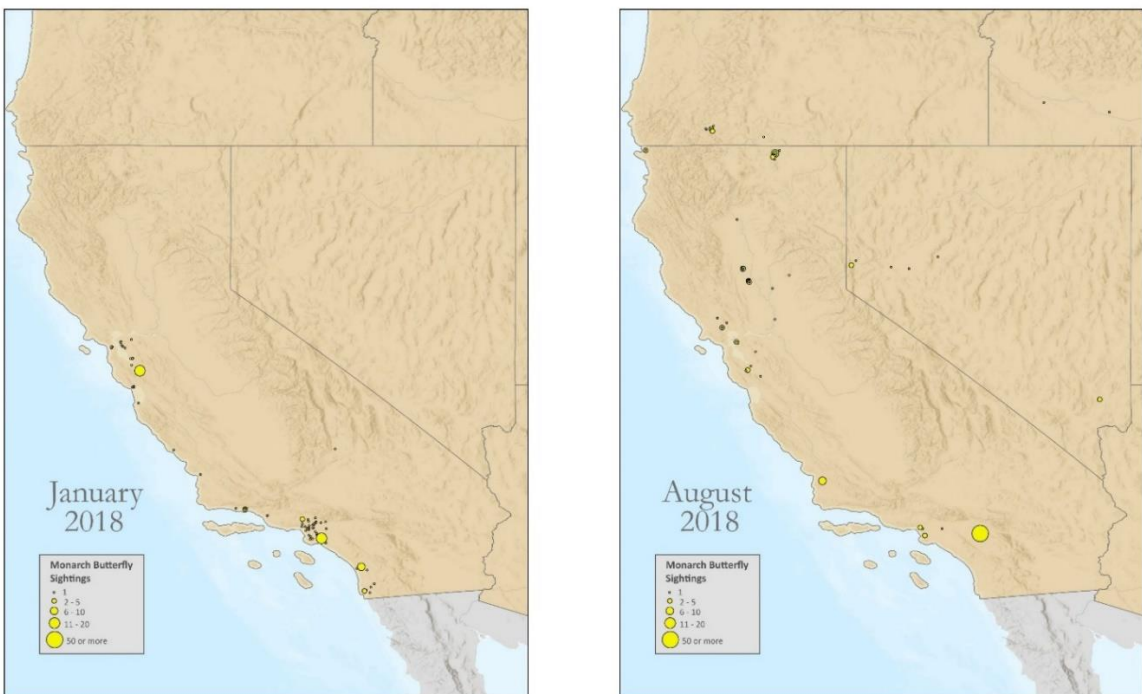 January
2018
Monarch Butterfly
Sightings
1
2 - 5
6 - 10
11 - 20
50 or more
August
2018
Monarch Butterfly
Sightings
1
2 - 5
6 - 10
11 - 20
50 or more